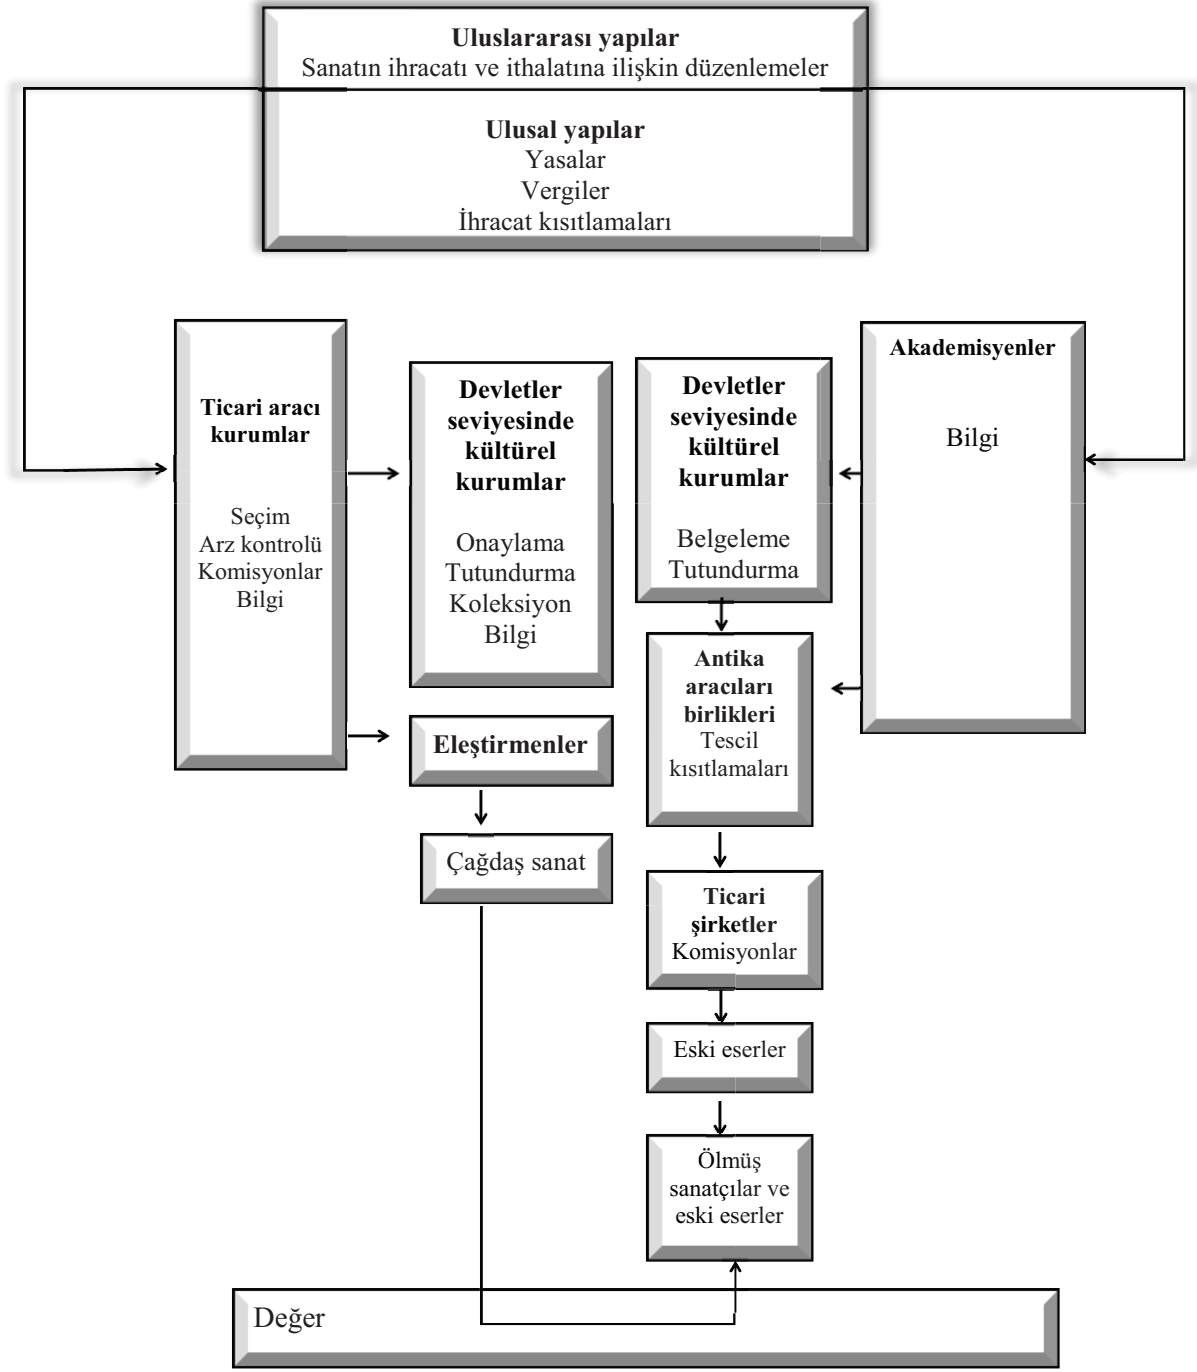 Uluslararası yapılar
Sanatın ihracatı ve ithalatına ilişkin düzenlemeler
Ulusal yapılar
Yasalar
Vergiler
İhracat kısıtlamaları
Ticari aracı
kurumlar
Seçim
Arz kontrolü
Komisyonlar
Bilgi
Devletler
seviyesinde
kültürel
kurumlar
Onaylama
Tutundurma
Koleksiyon
Bilgi
Eleştirmenler
Çağdaş sanat
Devletler
seviyesinde
kültürel
kurumlar
Belgeleme
Tutundurma
Antika
aracıları
birlikleri
Tescil
kısıtlamaları
Ticari
şirketler
Komisyonlar
Eski eserler
Ölmüş
sanatçılar ve
eski eserler
Akademisyenler
Bilgi
Değer